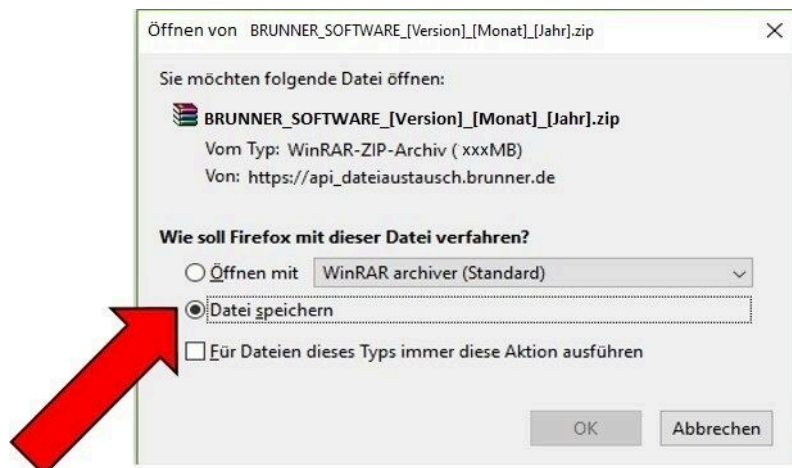 Öffnen von BRUNNER_SOFTWARE_[Version]_[Monat]_[Jahr].zip
Sie möchten folgende Datei öffnen:
BRUNNER_SOFTWARE_[Version]_[Monat]_[Jahr].zip
Vom Typ: WinRAR-ZIP-Archiv ( xxxMB)
Von: https://api_dateiaustausch.brunner.de
Wie soll Firefox mit dieser Datei verfahren?
Öffnen mit WinRAR archiver (Standard)
Datei speichern
Für Dateien dieses Typs immer diese Aktion ausführen
OK Abbrechen